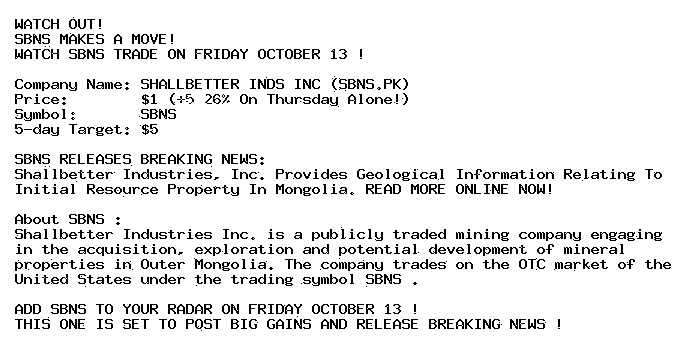 WATCH OUT!
SBNS MAKES A MOVE!
WATCH SBNS TRADE ON FRIDAY OCTOBER 13 !
Company Name: SHALLBETTER INDS INC (SBNS.PK)
Price: $1 (+5 26% On Thursday Alone!)
Symbol: SBNS
5-day Target: $5
SBNS RELEASES BREAKING NEWS:
Shallbetter Industries, Inc. Provides Geological Information Relating To
Initial Resource Property In Mongolia. READ MORE ONLINE NOW!
About SBNS :
Shallbetter Industries Inc. is a publicly traded mining company engaging
in the acquisition, exploration and potential development of mineral
properties in Outer Mongolia. The company trades on the OTC market of the
United States under the trading symbol SBNS .
ADD SBNS TO YOUR RADAR ON FRIDAY OCTOBER 13 !
THIS ONE IS SET TO POST BIG GAINS AND RELEASE BREAKING NEWS !